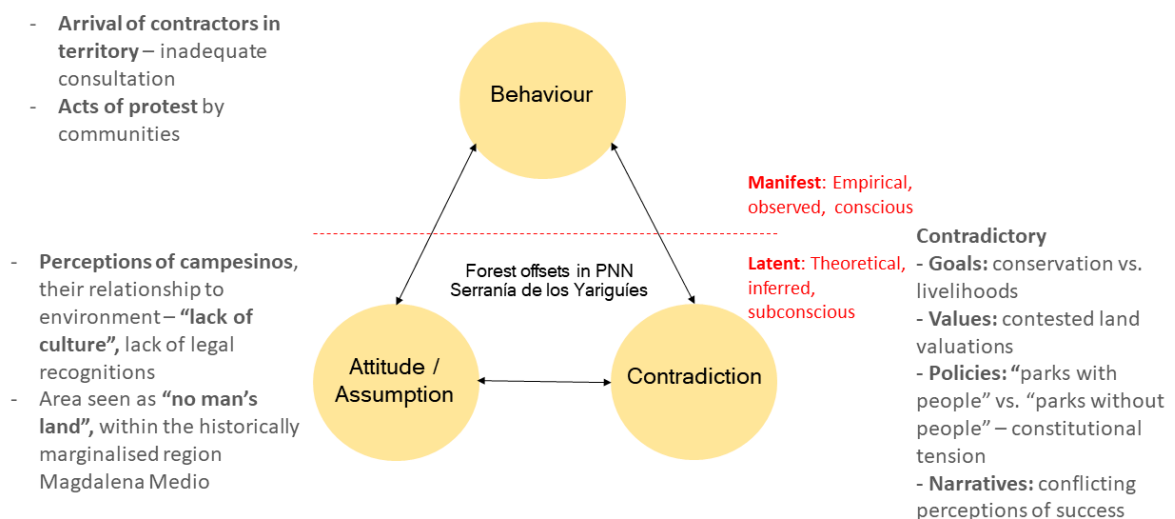 - Arrival of contractors in
territory – inadequate
consultation
- Acts of protest by
communities
Behaviour
Manifest: Empirical,
observed, conscious
Latent: Theoretical,
inferred,
subconscious
Forest offsets in PNN
Serranía de los Yariguíes
- Perceptions of campesinos,
their relationship to
environment – “lack of
culture”, lack of legal
recognitions
- Area seen as “no man’s
land”, within the historically
marginalised region
Magdalena Medio
Attitude /
Assumption
Contradiction
Contradictory
- Goals: conservation vs.
livelihoods
- Values: contested land
valuations
- Policies: “parks with
people” vs. “parks without
people” – constitutional
tension
- Narratives: conflicting
perceptions of success